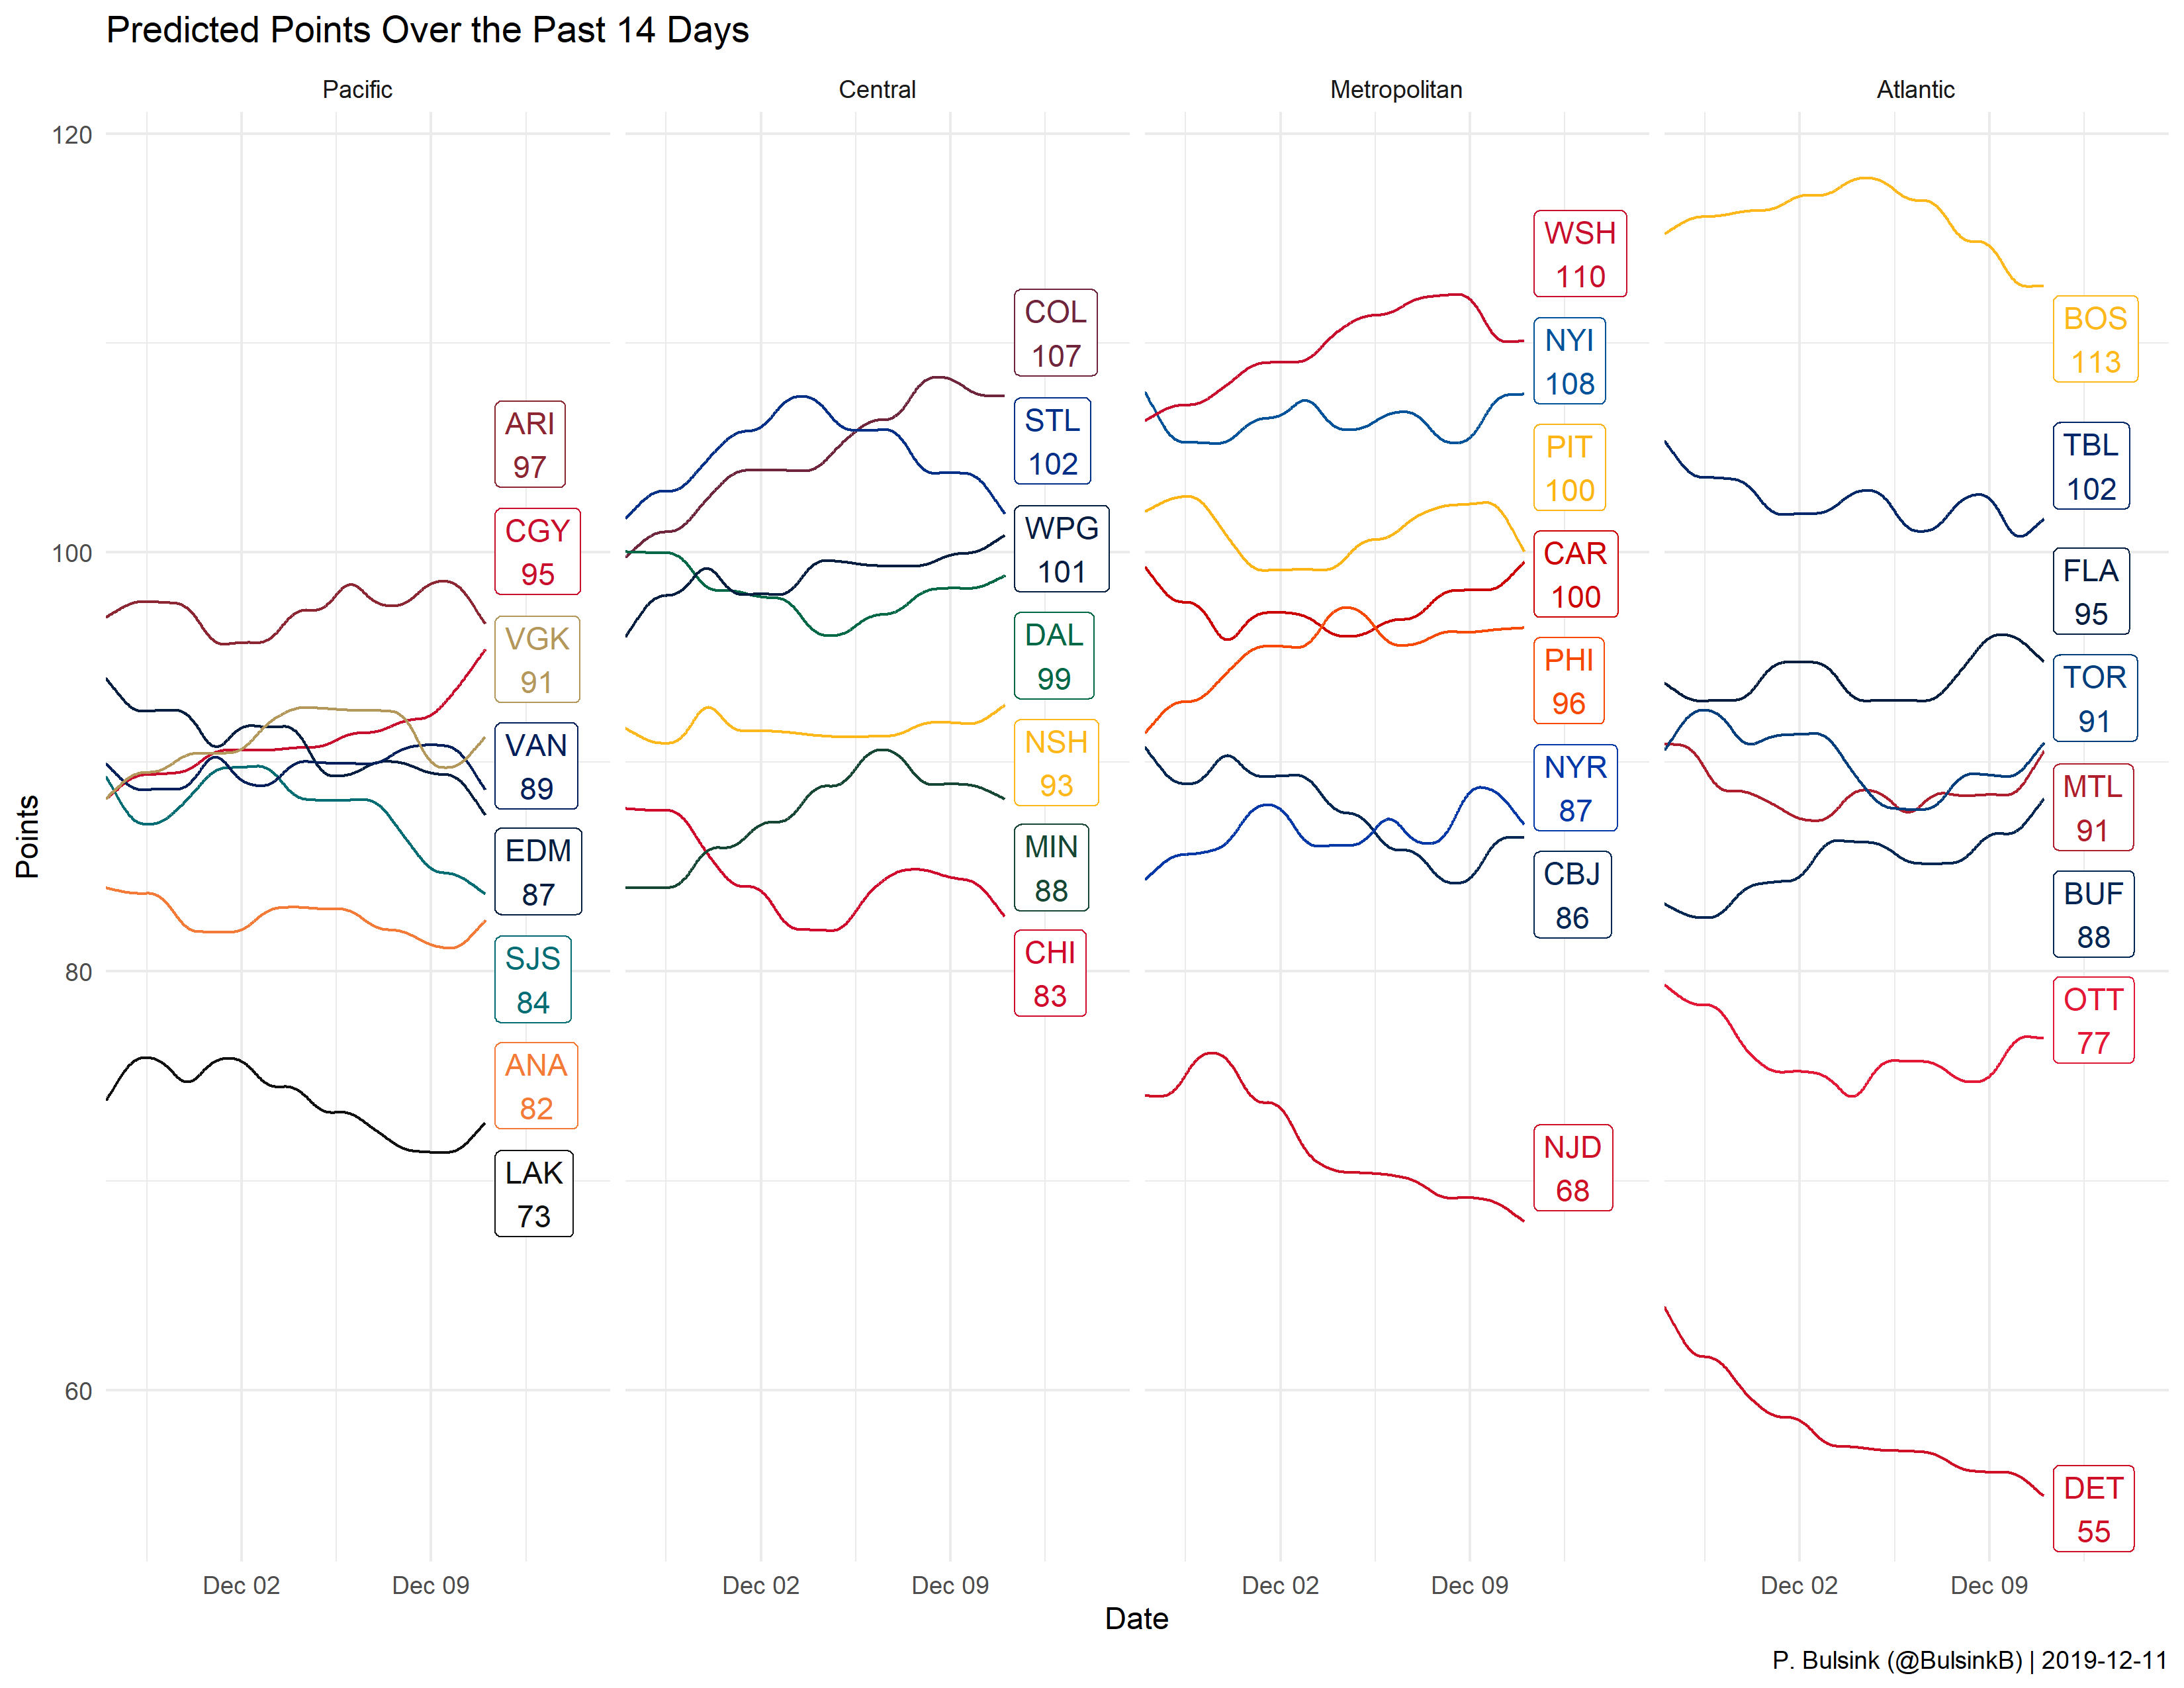 Predicted Points Over the Past 14 Days
Pacific
Central
Metropolitan
Atlantic
Points
120
100
80
60
ARI
97
CGY
95
VGK
91
VAN
89
EDM
87
SJS
84
ANA
82
LAK
73
COL
107
STL
102
WPG
101
DAL
99
NSH
93
MIN
88
CHI
83
WSH
110
NYI
108
PIT
100
CAR
100
PHI
96
NYR
87
CBJ
86
NJD
68
BOS
113
TBL
102
FLA
95
TOR
91
MTL
91
BUF
88
OTT
77
DET
55
Dec 02
Dec 09
Dec 02
Dec 09
Dec 02
Dec 09
Dec 02
Dec 09
Date
P. Bulsink (@BulsinkB) | 2019-12-11